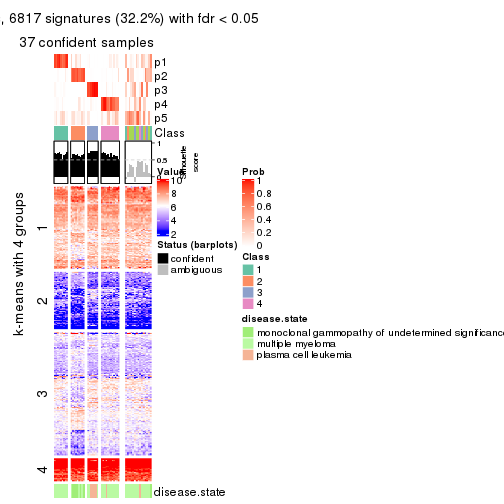 , 6817 signatures (32.2%) with fdr < 0.05
37 confident samples
p1
p2
p3
p4
p5
Class
1
0.5
0
Silhouette
score
k-means with 4 groups
1
2
3
4
disease.state
Value
10
8
6
4
2
Status (barplots)
confident
ambiguous
Prob
1
0.8
0.6
0.4
0.2
0
Class
1
2
3
4
disease.state
monoclonal gammopathy of undetermined significance
multiple myeloma
plasma cell leukemia